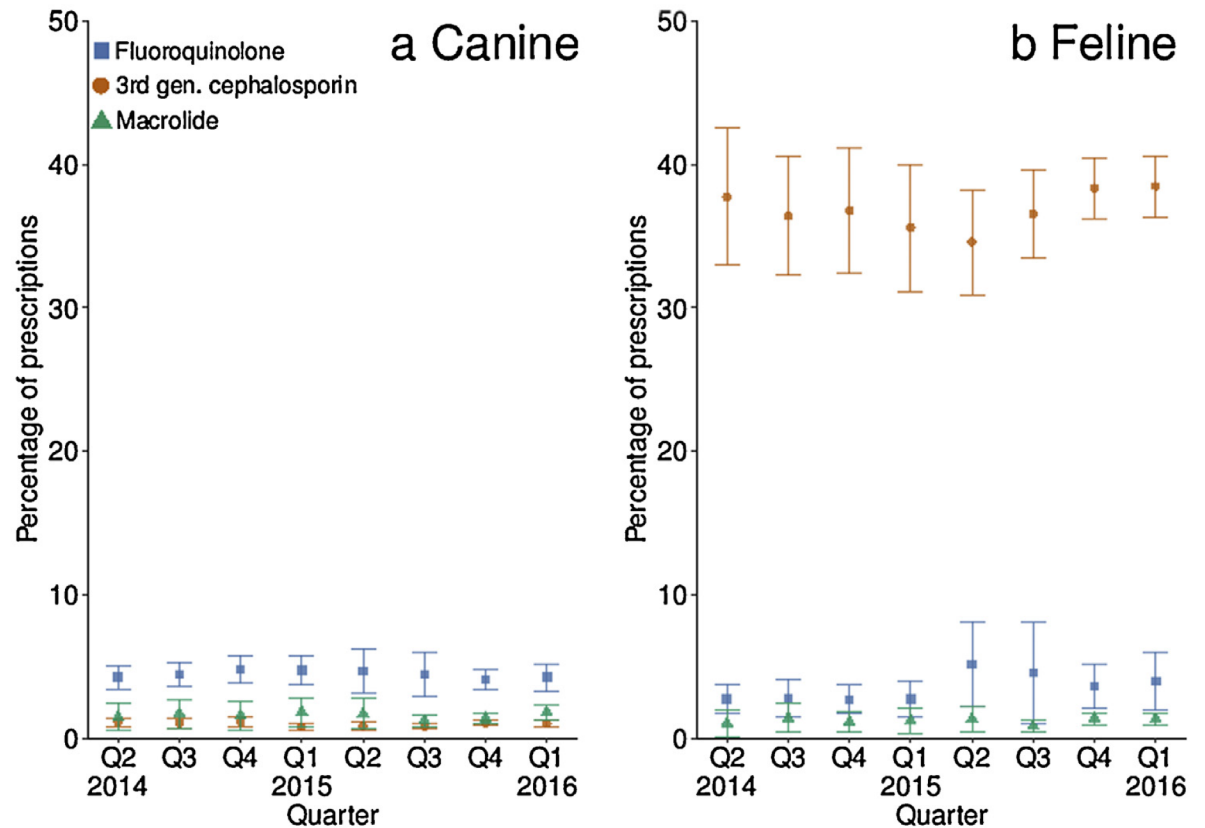 a Canine
Fluoroquinolone
3rd gen. cephalosporin
Macrolide
Percentage of prescriptions
50
40
30
20
10
0
Q2 Q3 Q4 Q1 Q2 Q3 Q4 Q1
2014 2015 2016
Quarter
b Feline
Percentage of prescriptions
50
40
30
20
10
0
Q2 Q3 Q4 Q1 Q2 Q3 Q4 Q1
2014 2015 2016
Quarter